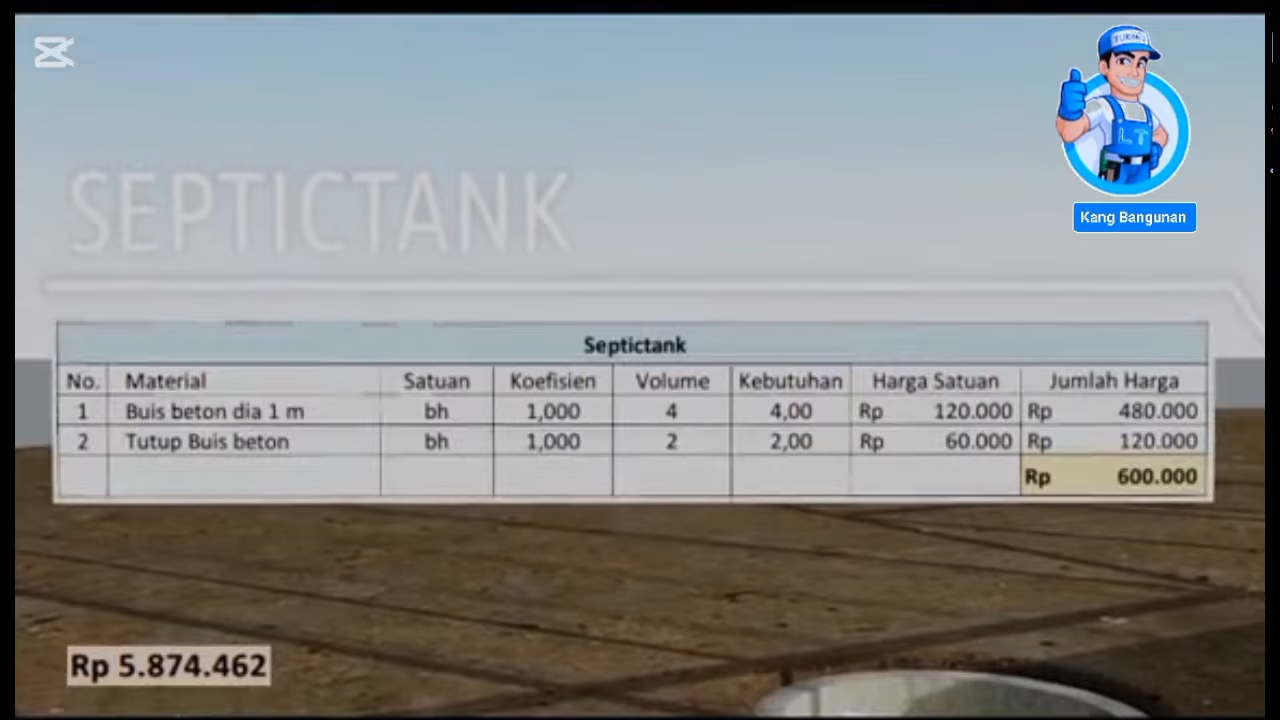 TUKANG
LT
Kang Bangunan
SEPTICTANK
Septictank
No. Material Satuan Koefisien Volume Kebutuhan Harga Satuan Jumlah Harga
1 Buis beton dia 1 m bh 1,000 4 4,00 Rp 120.000 Rp 480.000
2 Tutup Buis beton bh 1,000 2 2,00 Rp 60.000 Rp 120.000
Rp 600.000
Rp 5.874.462